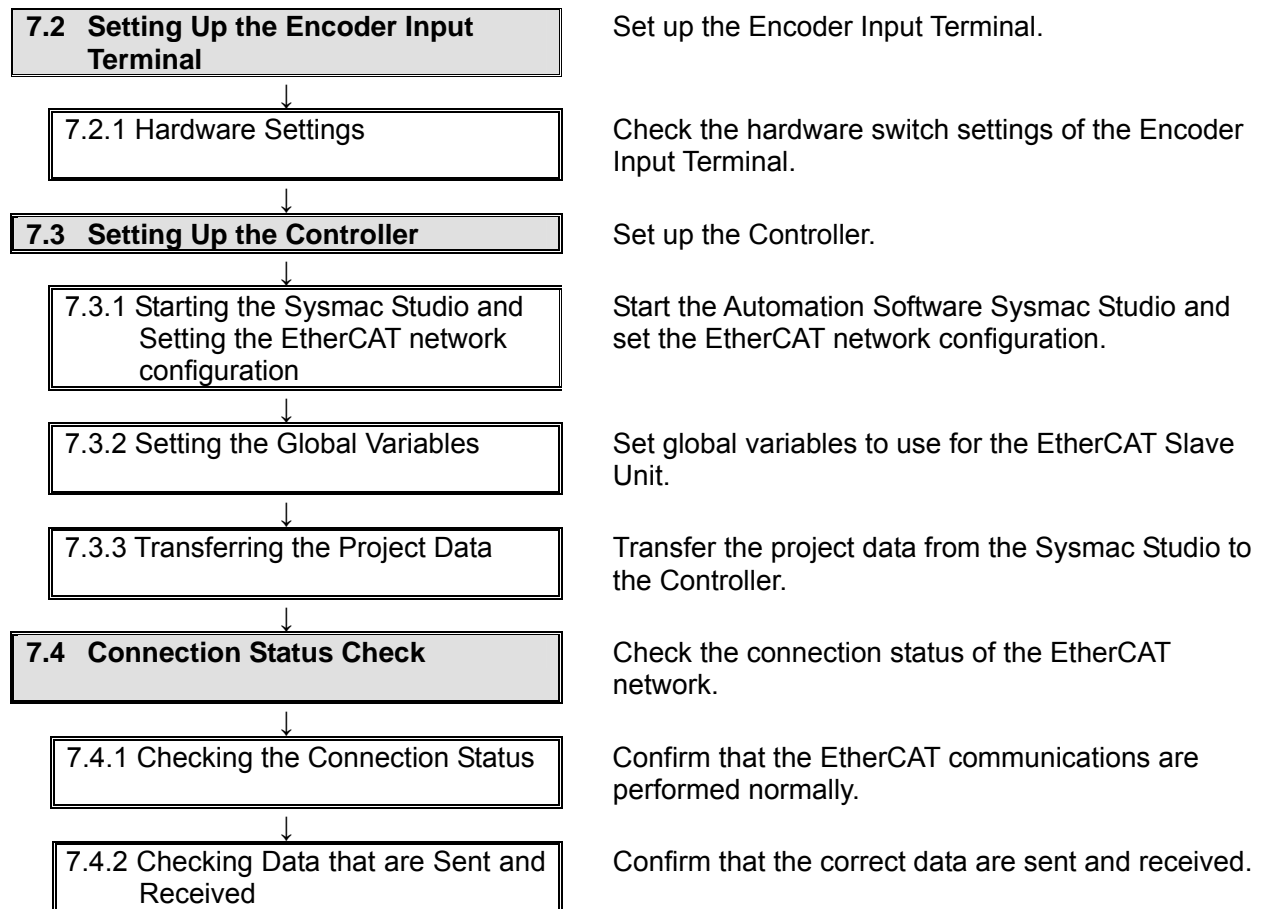 7.2 Setting Up the Encoder Input
Terminal
Set up the Encoder Input Terminal.
↓
7.2.1 Hardware Settings
Check the hardware switch settings of the Encoder
Input Terminal.
↓
7.3 Setting Up the Controller
Set up the Controller.
↓
7.3.1 Starting the Sysmac Studio and
Setting the EtherCAT network
configuration
Start the Automation Software Sysmac Studio and
set the EtherCAT network configuration.
↓
7.3.2 Setting the Global Variables
Set global variables to use for the EtherCAT Slave
Unit.
↓
7.3.3 Transferring the Project Data
Transfer the project data from the Sysmac Studio to
the Controller.
↓
7.4 Connection Status Check
Check the connection status of the EtherCAT
network.
↓
7.4.1 Checking the Connection Status
Confirm that the EtherCAT communications are
performed normally.
↓
7.4.2 Checking Data that are Sent and
Received
Confirm that the correct data are sent and received.